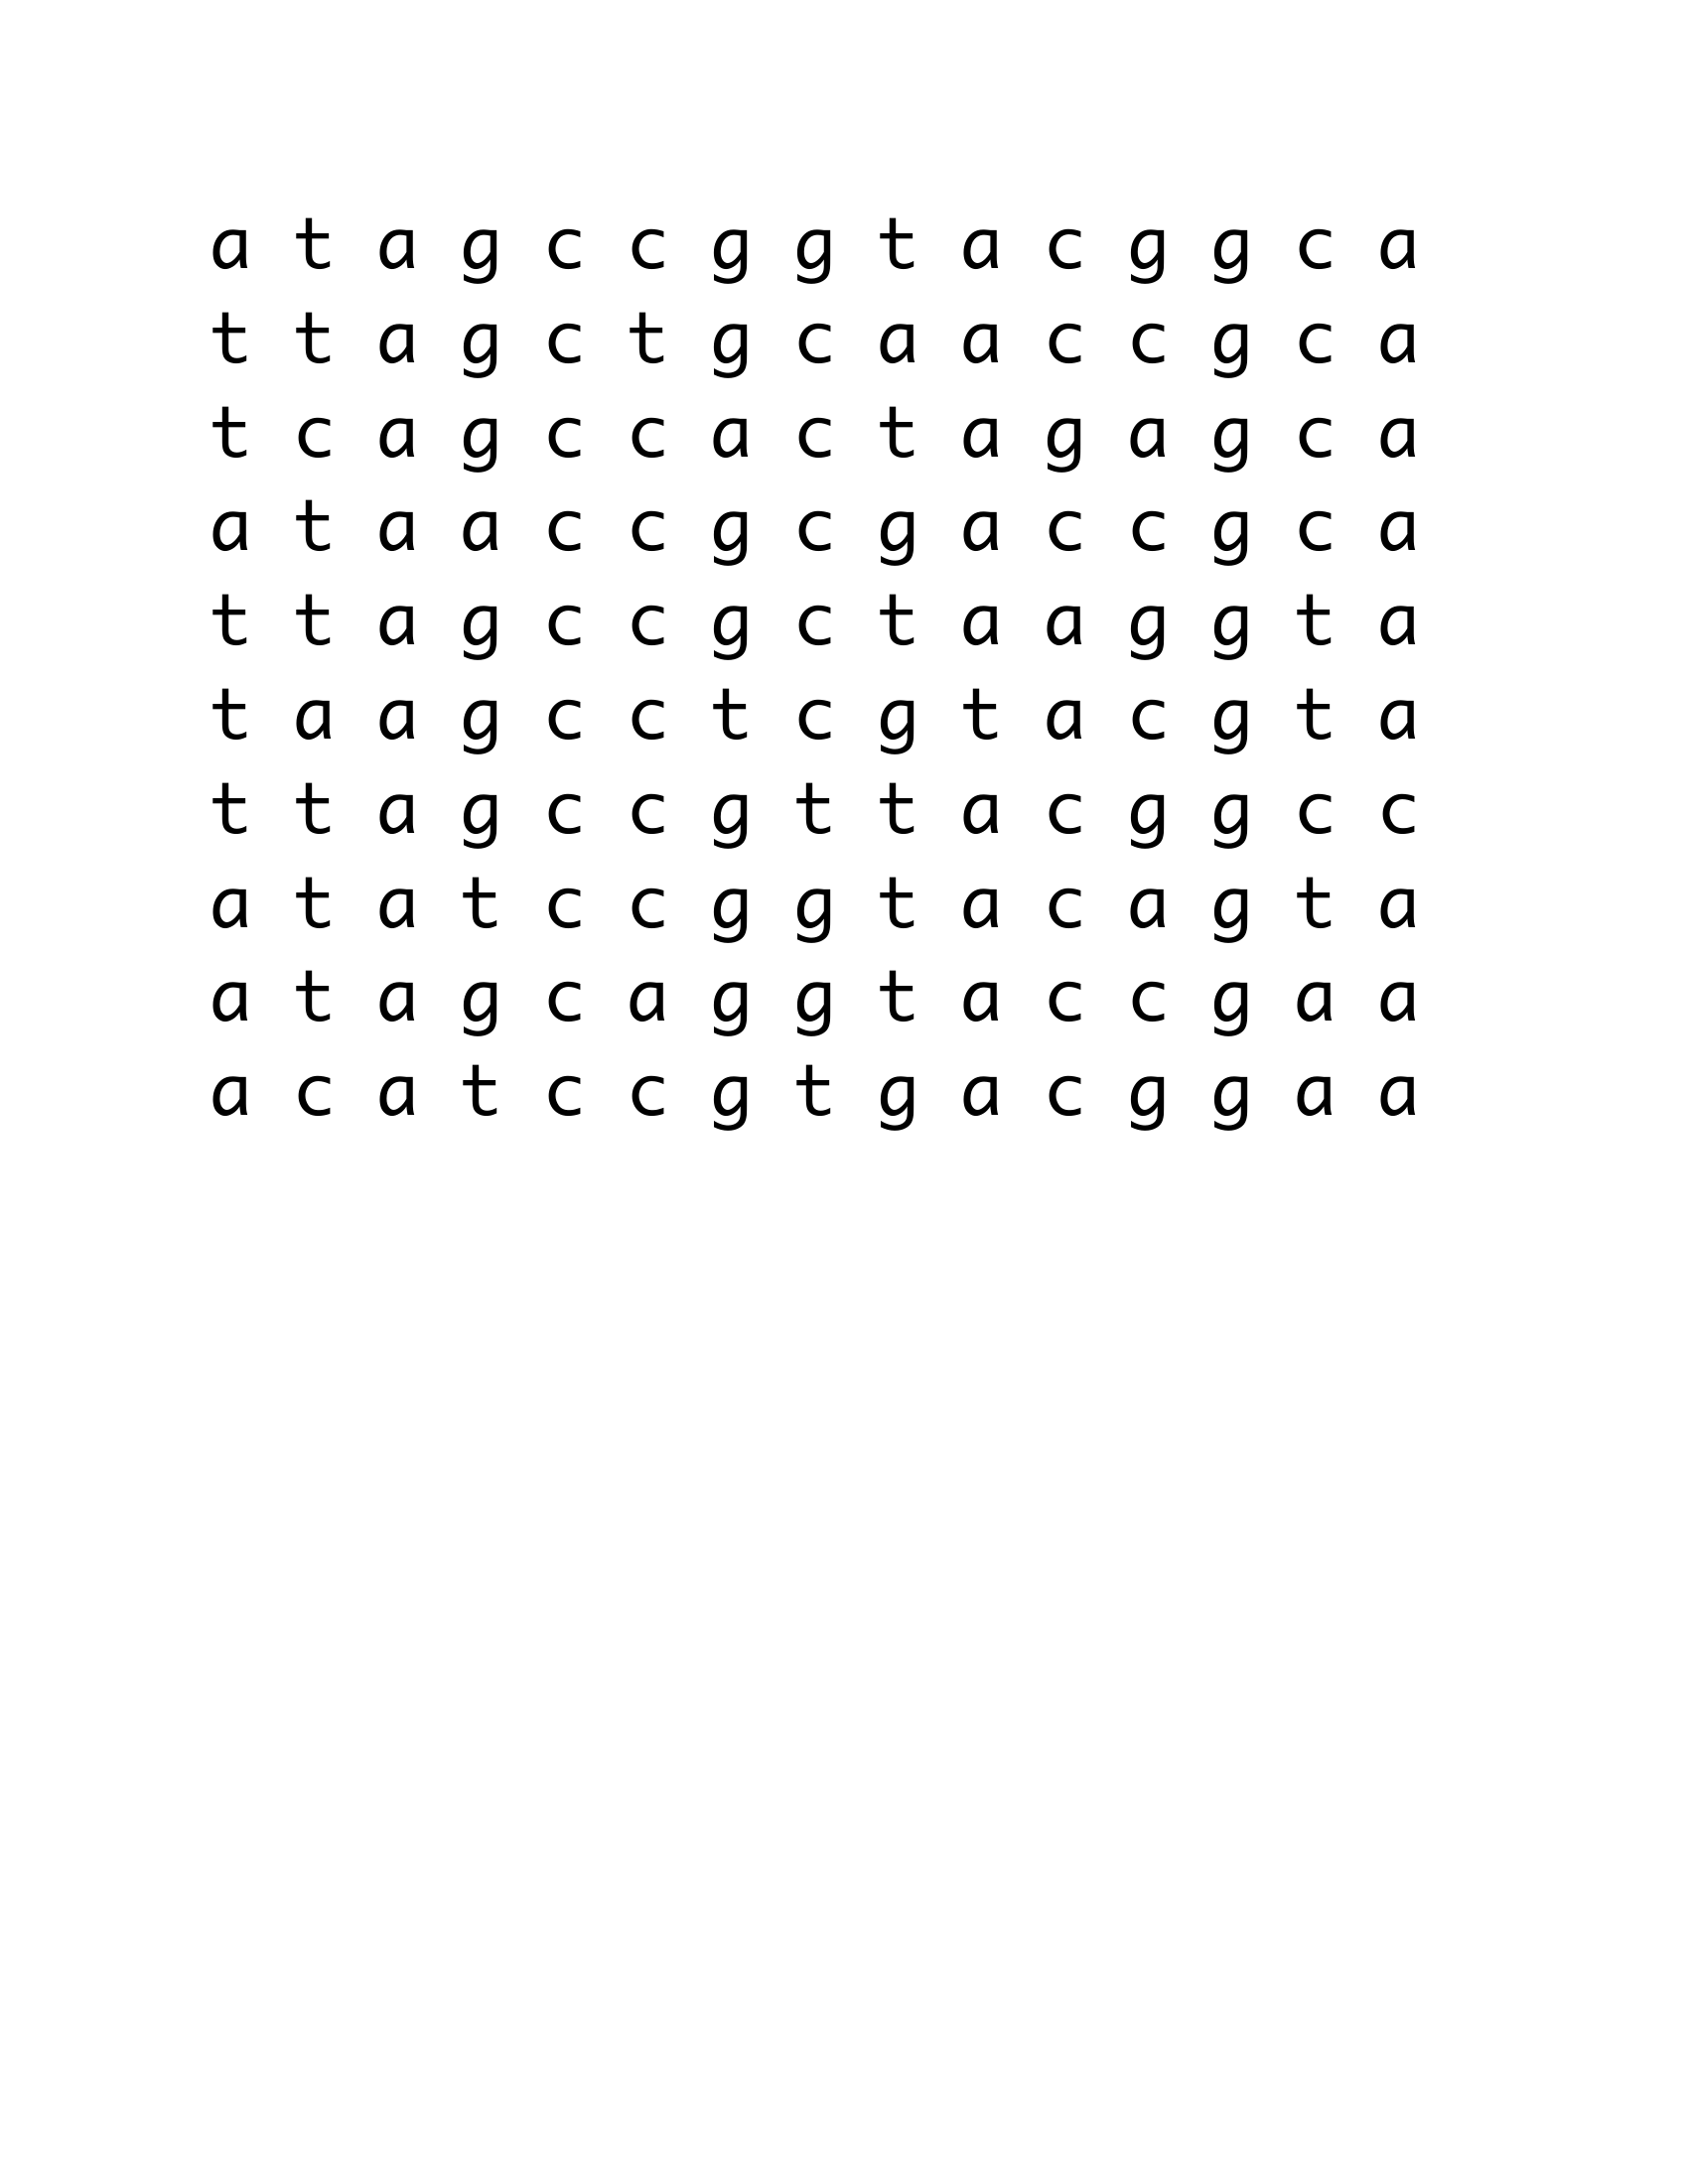 a t a g c c g g t a c g g c a
t t a g c t g c a a c c g c a
t c a g c c a c t a g a g c a
a t a a c c g c g a c c g c a
t t a g c c g c t a a g g t a
t a a g c c t c g t a c g t a
t t a g c c g t t a c g g c c
a t a t c c g g t a c a g t a
a t a g c a g g t a c c g a a
a c a t c c g t g a c g g a a